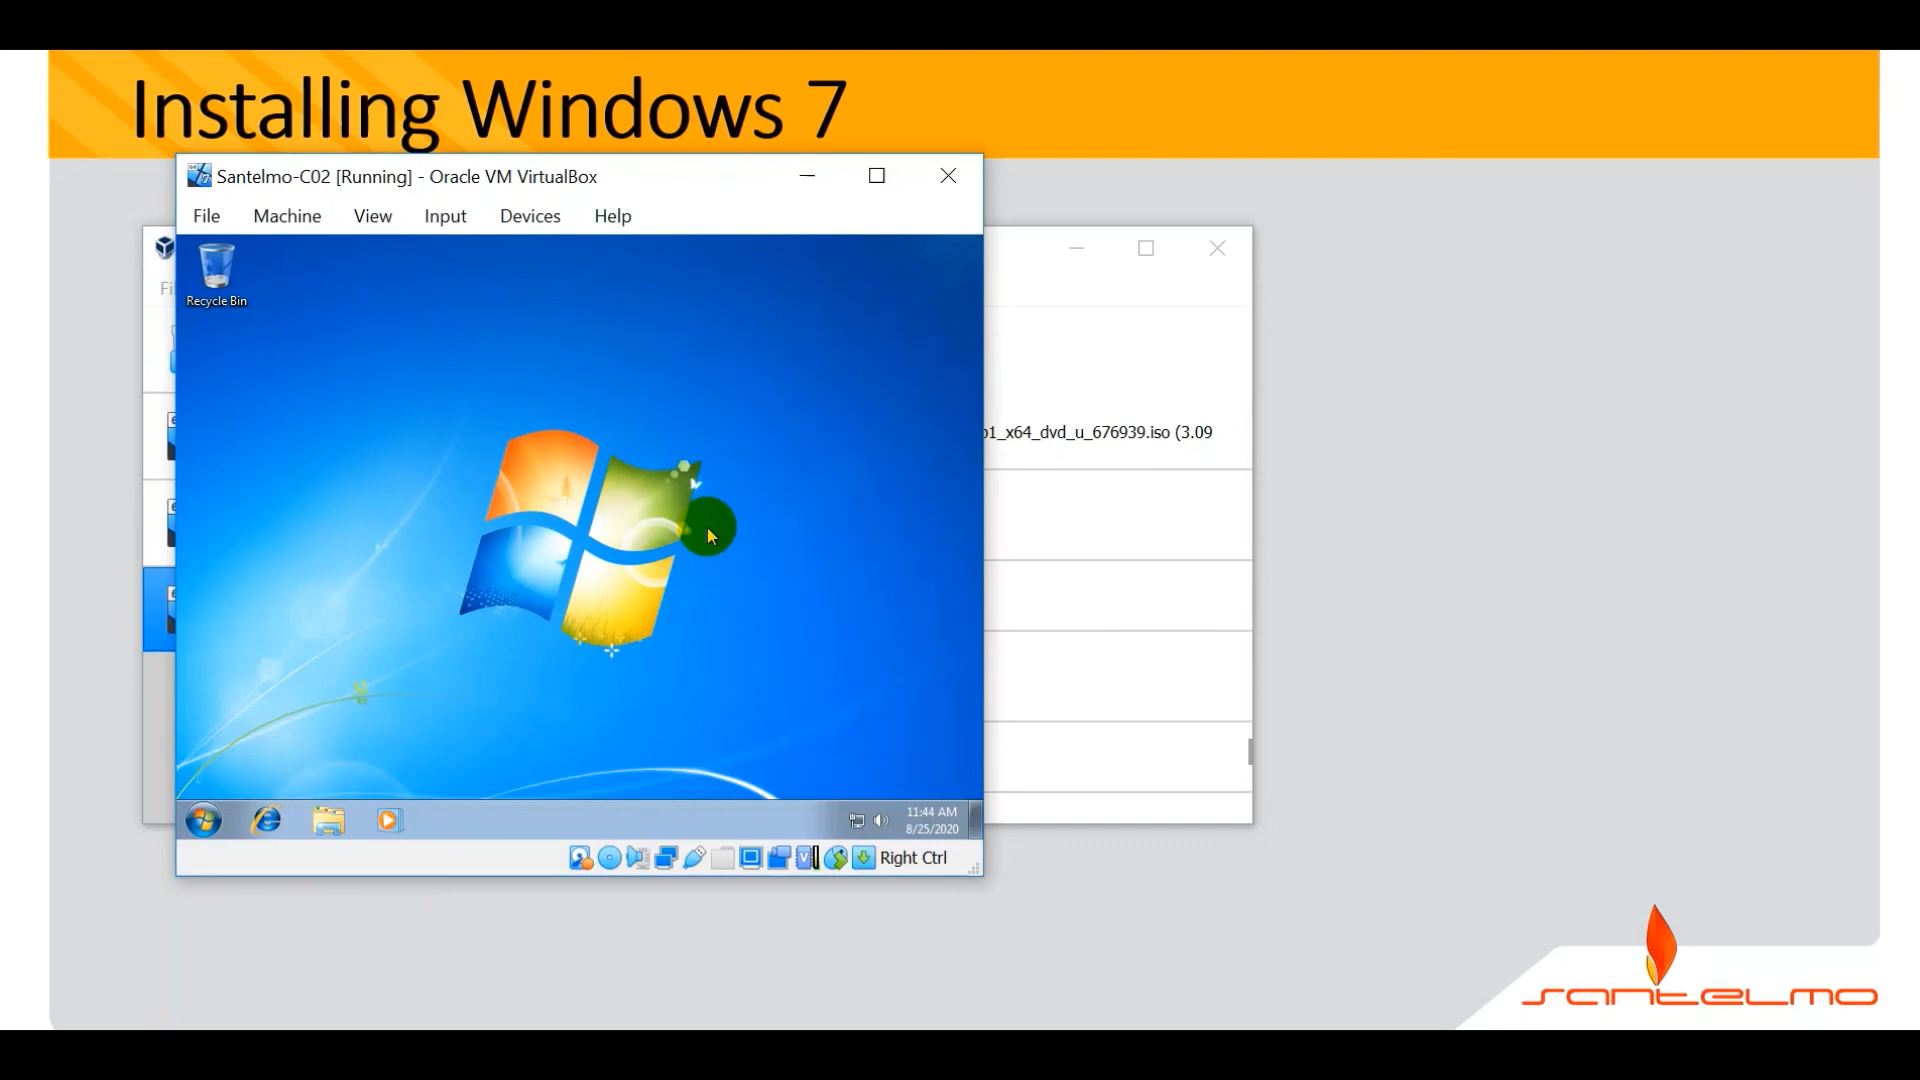 Installing Windows 7
Santelmo-C02 [Running] - Oracle VM VirtualBox
File Machine View Input Devices Help
Recycle Bin
1_x64_dvd_u_676939.iso (3.09
11:44 AM
8/25/2020
Right Ctrl
santelmo